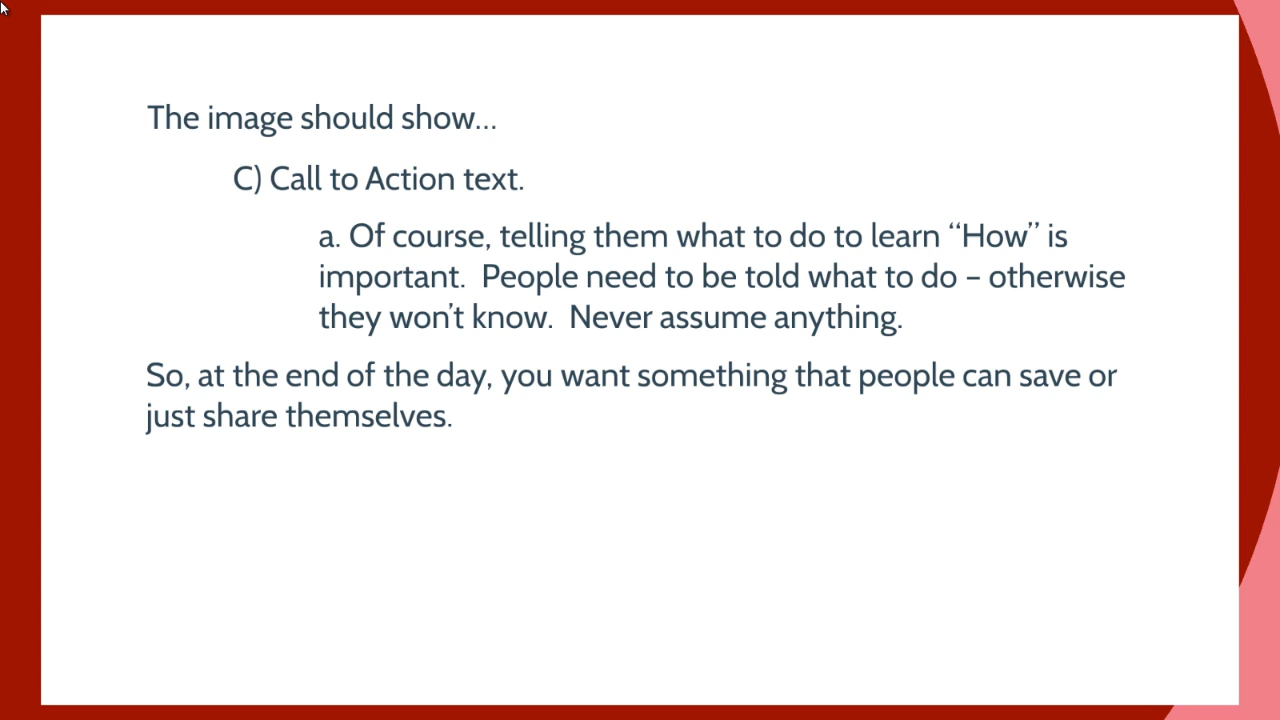 The image should show...
C) Call to Action text.
a. Of course, telling them what to do to learn “How” is
important.  People need to be told what to do – otherwise
they won’t know.  Never assume anything.
So, at the end of the day, you want something that people can save or
just share themselves.